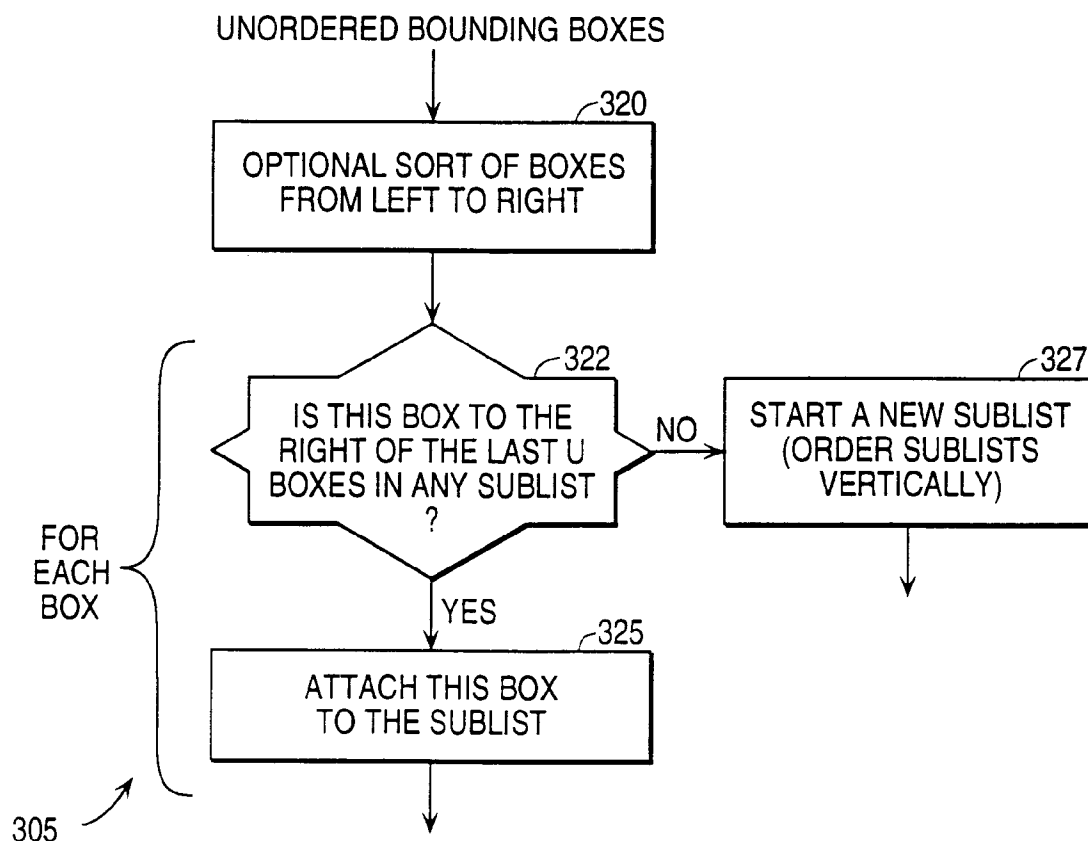 UNORDERED BOUNDING BOXES
320
OPTIONAL SORT OF BOXES
FROM LEFT TO RIGHT
322
IS THIS BOX TO THE
RIGHT OF THE LAST U
BOXES IN ANY SUBLIST
?
NO
327
START A NEW SUBLIST
(ORDER SUBLISTS
VERTICALLY)
FOR
EACH
BOX
YES
325
ATTACH THIS BOX
TO THE SUBLIST
305